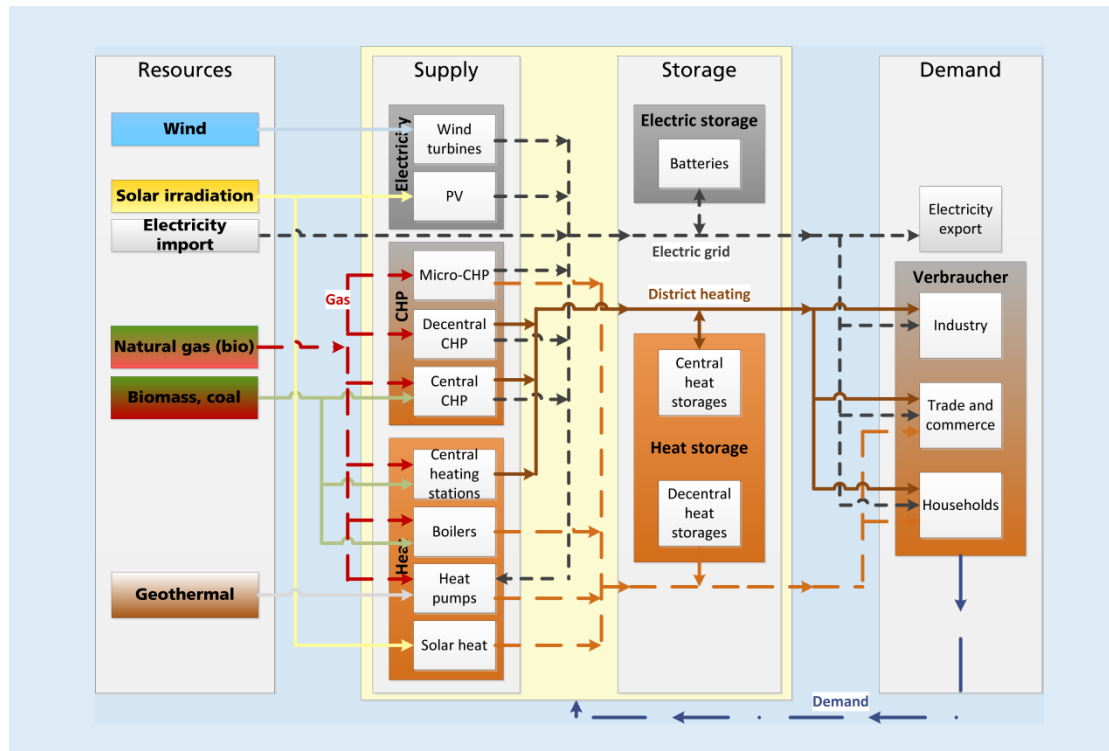 Resources
Supply
Storage
Demand
Wind
Solar irradiation
Electricity
import
Natural gas (bio)
Biomass, coal
Geothermal
Gas
Electricity
Wind
turbines
PV
CHP
Micro-CHP
Decentral
CHP
Central
CHP
Heat
Central
heating
stations
Boilers
Heat
pumps
Solar heat
Electric storage
Batteries
Electric grid
District heating
Central
heat
storages
Heat storage
Decentral
heat
storages
Electricity
export
Verbraucher
Industry
Trade and
commerce
Households
Demand